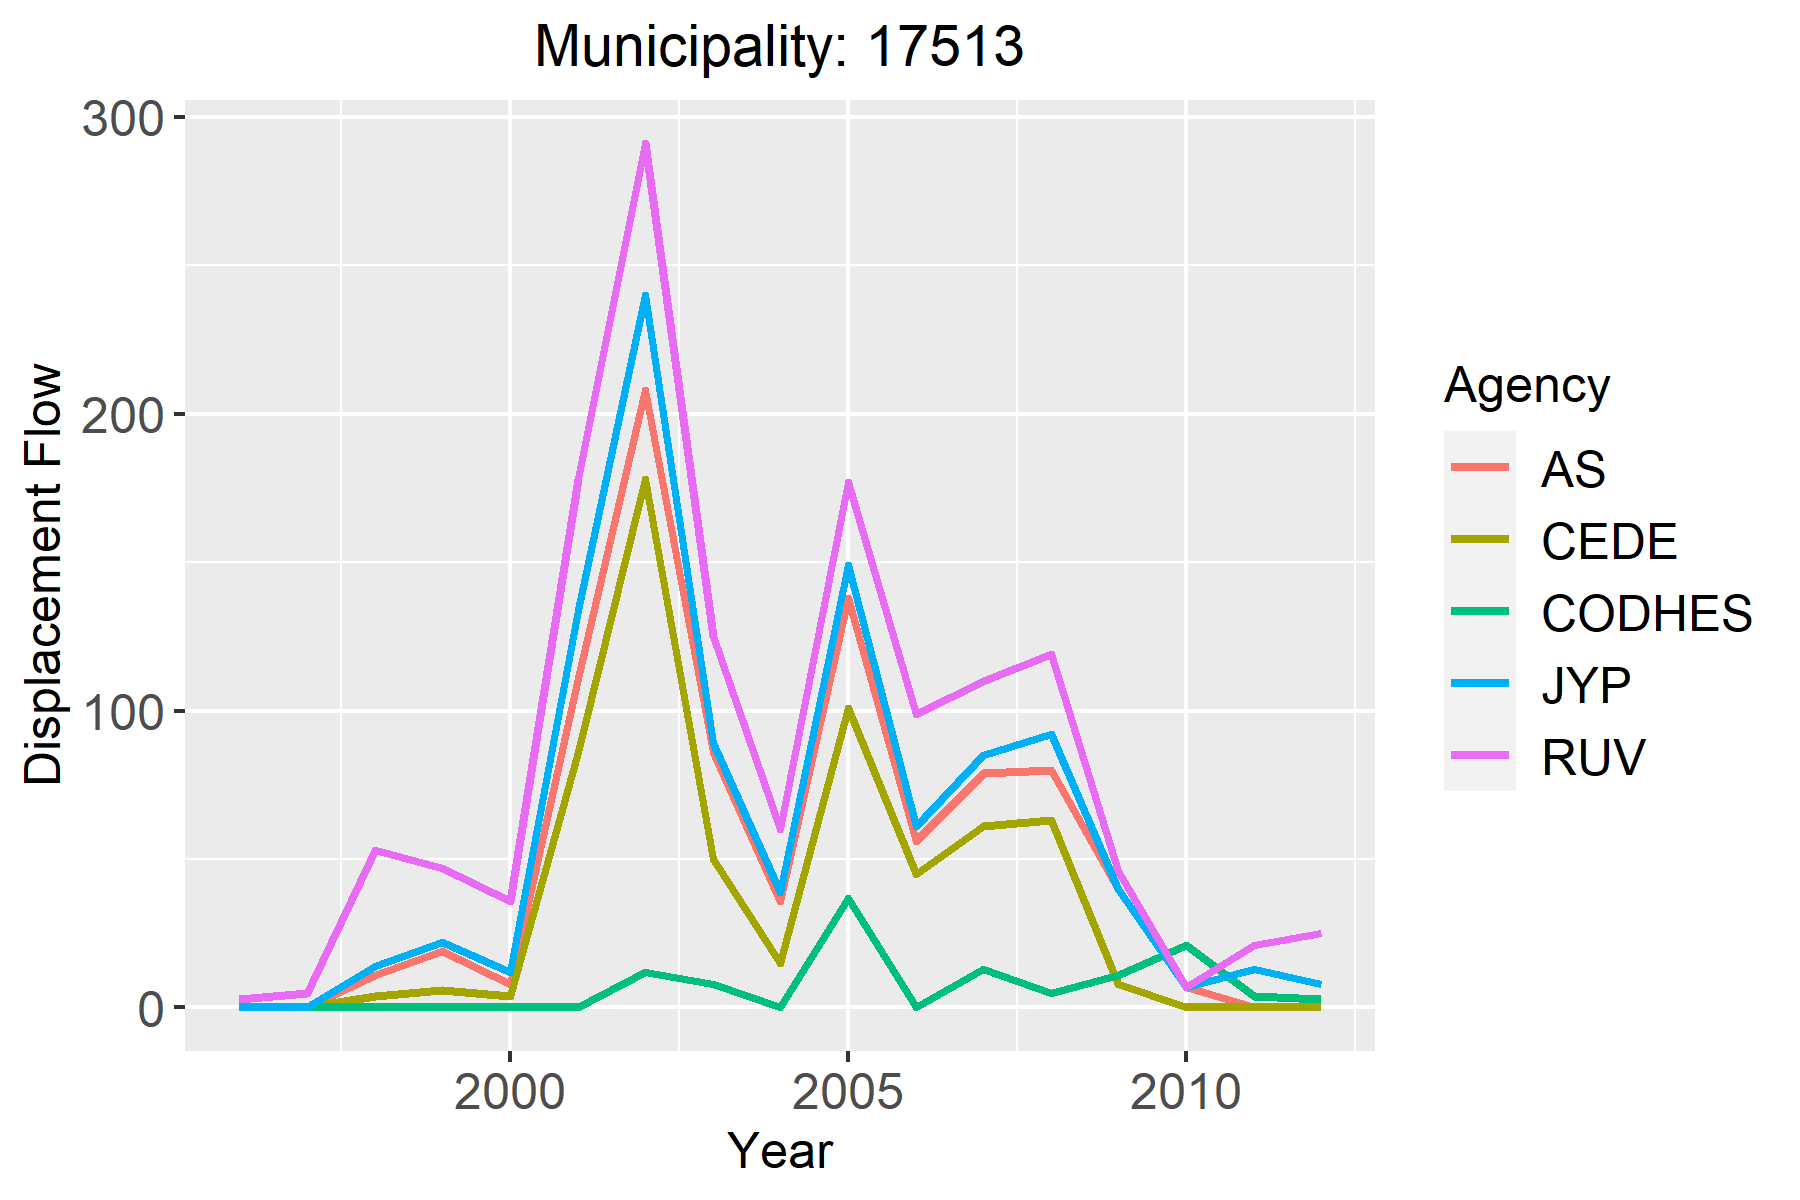 Municipality: 17513
300
200
100
0
Displacement Flow
2000 2005 2010
Year
Agency
AS
CEDE
CODHES
JYP
RUV